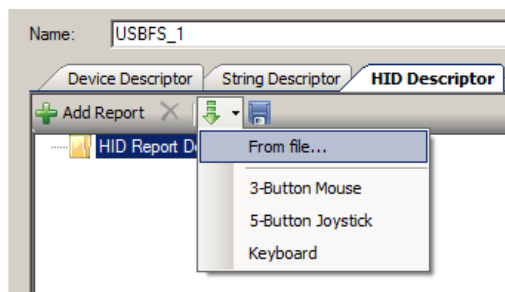 Name: USBFS_1
Device Descriptor String Descriptor HID Descriptor
Add Report
HID Report D
From file...
3-Button Mouse
5-Button Joystick
Keyboard